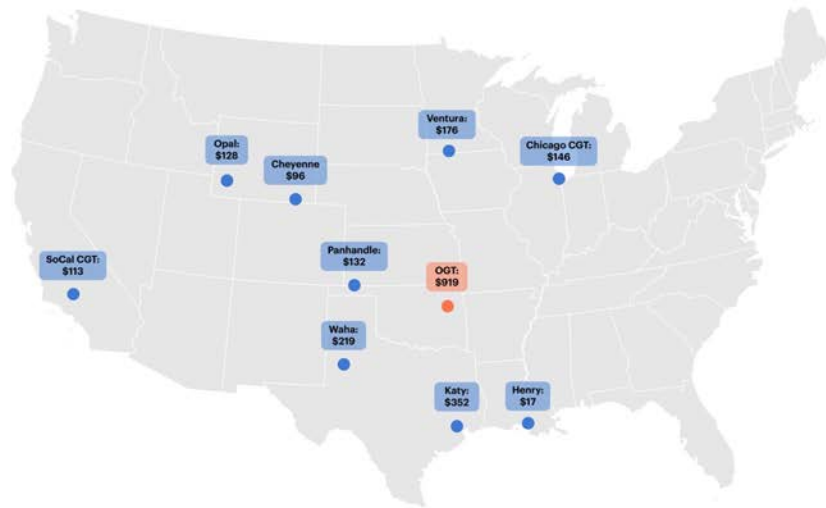 Ventura:
$176
Opal:
$128
Chicago CGT:
$146
Cheyenne
$96
Panhandle:
$132
SoCal CGT:
$113
OGT:
$919
Waha:
$219
Katy:
$352
Henry:
$17